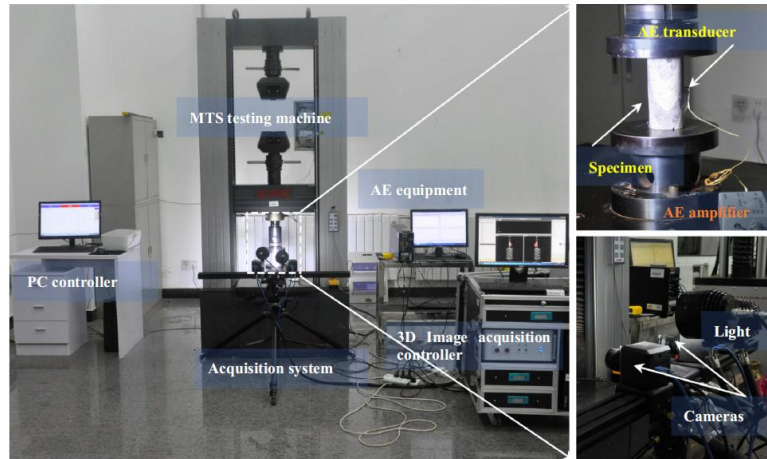 MTS testing machine
AE equipment
PC controller
3D Image acquisition
controller
Acquisition system
AE transducer
Specimen
AE amplifier
Light
Cameras